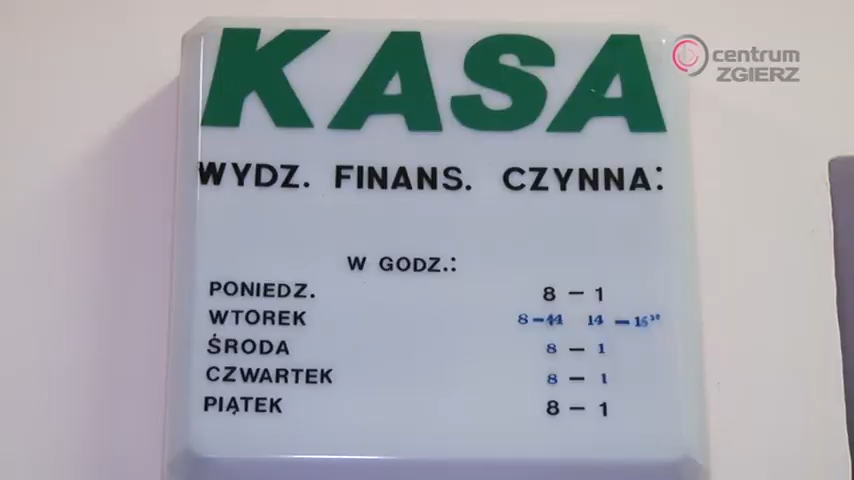 KASA
centrum
ZGIERZ
WYDZ. FINANS. CZYNNA:
W GODZ.:
PONIEDZ. 8 – 1
WTOREK 8 – 11 14 – 15³⁰
ŚRODA 8 – 1
CZWARTEK 8 – 1
PIĄTEK 8 – 1